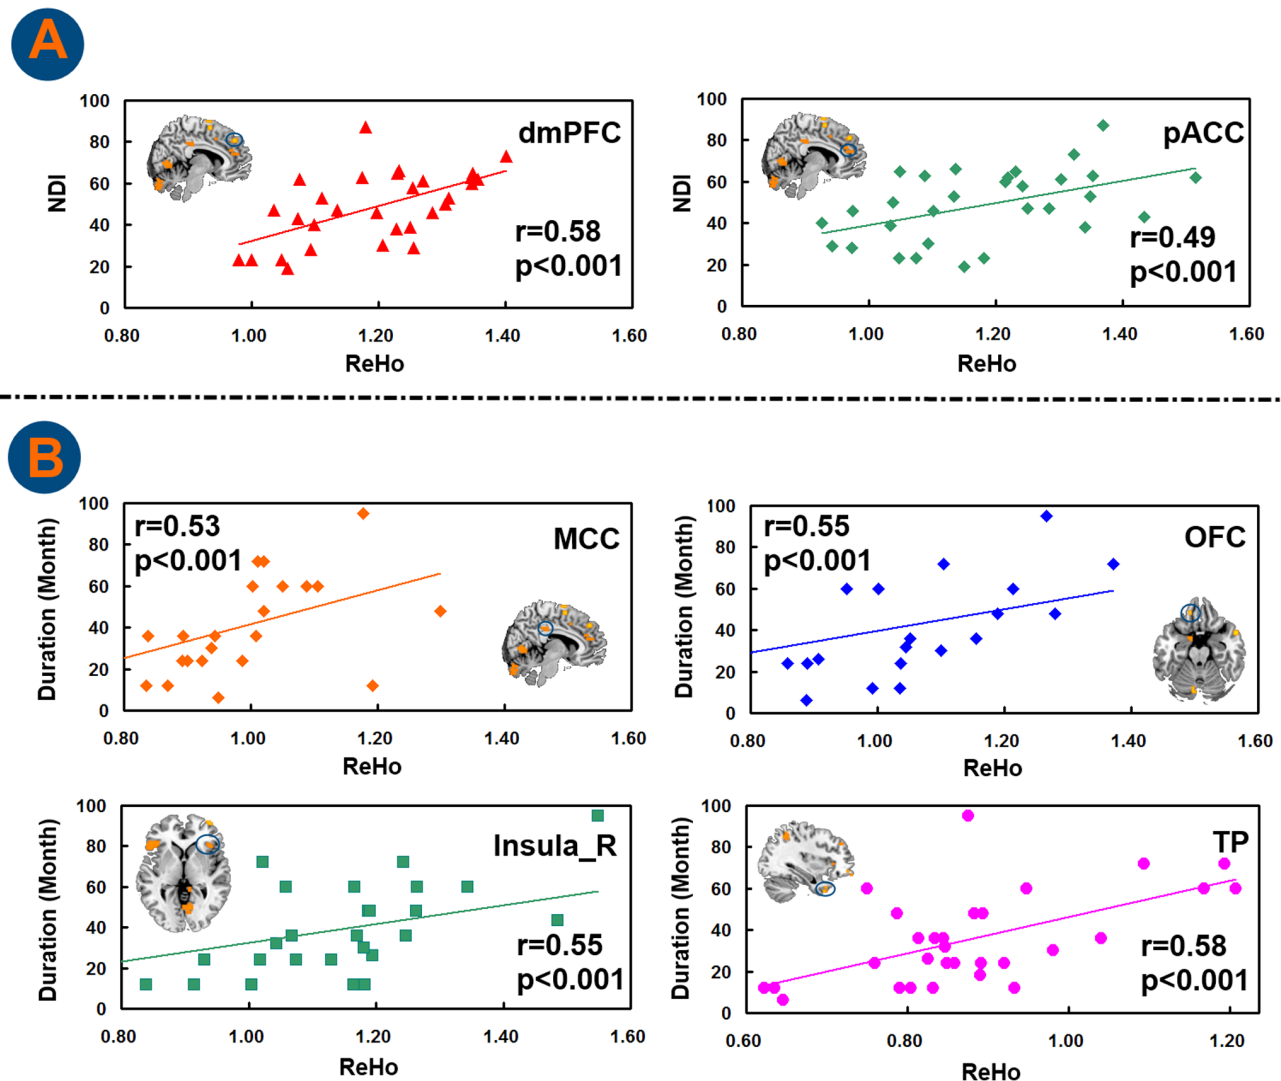 A
100
80
60
40
20
0
NDI
dmPFC
r=0.58
p<0.001
0.80 1.00 1.20 1.40 1.60
ReHo
100
80
60
40
20
0
NDI
pACC
r=0.49
p<0.001
0.80 1.00 1.20 1.40 1.60
ReHo
B
100
80
60
40
20
0
Duration (Month)
r=0.53
p<0.001
MCC
0.80 1.00 1.20 1.40 1.60
ReHo
100
80
60
40
20
0
Duration (Month)
r=0.55
p<0.001
OFC
0.80 1.00 1.20 1.40 1.60
ReHo
100
80
60
40
20
0
Duration (Month)
Insula_R
r=0.55
p<0.001
0.80 1.00 1.20 1.40 1.60
ReHo
100
80
60
40
20
0
Duration (Month)
TP
r=0.58
p<0.001
0.60 0.80 1.00 1.20
ReHo